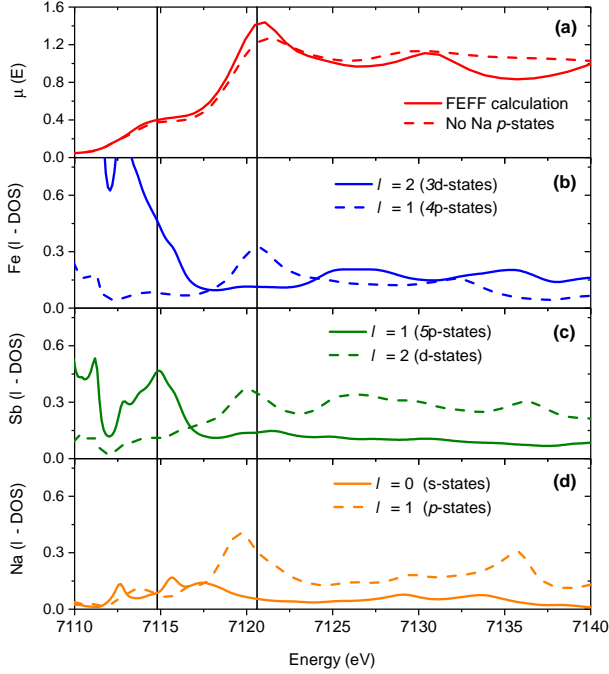 (a)
1.6
1.2
0.8
0.4
0.0
μ (E)
FEFF calculation
No Na p-states
(b)
0.6
0.3
0.0
Fe (l - DOS)
l = 2 (3d-states)
l = 1 (4p-states)
(c)
0.6
0.3
0.0
Sb (l - DOS)
l = 1 (5p-states)
l = 2 (d-states)
(d)
0.6
0.3
0.0
Na (l - DOS)
l = 0 (s-states)
l = 1 (p-states)
7110 7115 7120 7125 7130 7135 7140
Energy (eV)